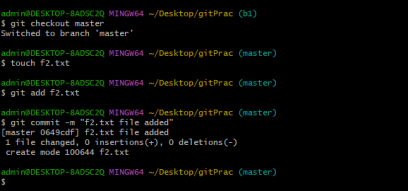 admin@DESKTOP-8ADSC2Q MINGW64 ~/Desktop/gitPrac (b1)
$ git checkout master
Switched to branch 'master'
admin@DESKTOP-8ADSC2Q MINGW64 ~/Desktop/gitPrac (master)
$ touch f2.txt
admin@DESKTOP-8ADSC2Q MINGW64 ~/Desktop/gitPrac (master)
$ git add f2.txt
admin@DESKTOP-8ADSC2Q MINGW64 ~/Desktop/gitPrac (master)
$ git commit -m "f2.txt file added"
[master 0649cdf] f2.txt file added
 1 file changed, 0 insertions(+), 0 deletions(-)
 create mode 100644 f2.txt
admin@DESKTOP-8ADSC2Q MINGW64 ~/Desktop/gitPrac (master)
$